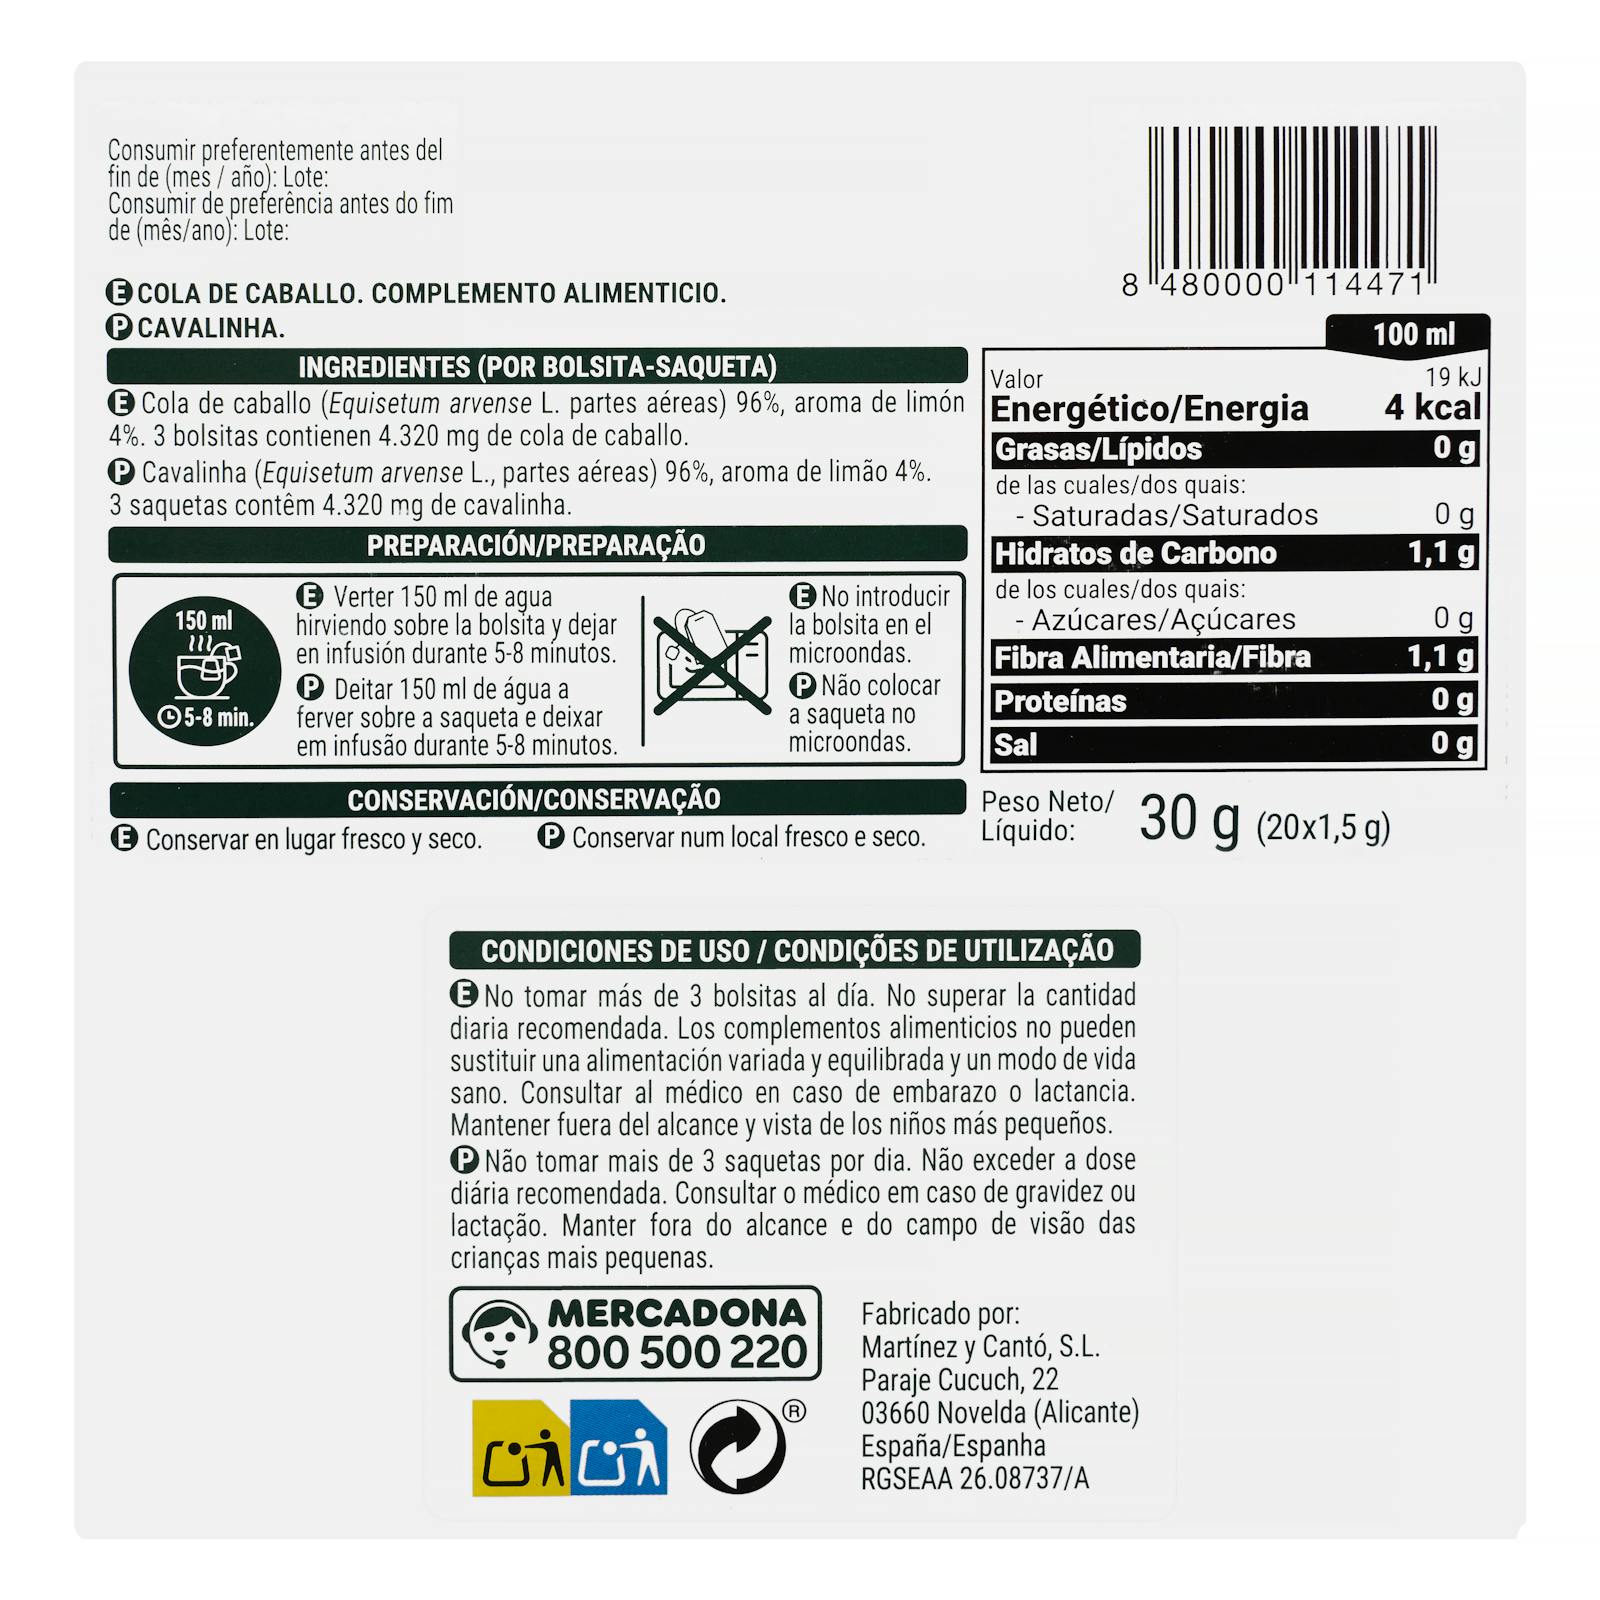 Consumir preferentemente antes del
fin de (mes / año): Lote:
Consumir de preferência antes do fim
de (mês/ano): Lote:
8 480000 114471
E COLA DE CABALLO. COMPLEMENTO ALIMENTICIO.
P CAVALINHA.
INGREDIENTES (POR BOLSITA-SAQUETA)
E Cola de caballo (Equisetum arvense L. partes aéreas) 96%, aroma de limón
4%. 3 bolsitas contienen 4.320 mg de cola de caballo.
P Cavalinha (Equisetum arvense L., partes aéreas) 96%, aroma de limão 4%.
3 saquetas contêm 4.320 mg de cavalinha.
PREPARACIÓN/PREPARAÇÃO
150 ml
5-8 min.
E Verter 150 ml de agua
hirviendo sobre la bolsita y dejar
en infusión durante 5-8 minutos.
P Deitar 150 ml de água a
ferver sobre a saqueta e deixar
em infusão durante 5-8 minutos.
E No introducir
la bolsita en el
microondas.
P Não colocar
a saqueta no
microondas.
CONSERVACIÓN/CONSERVAÇÃO
E Conservar en lugar fresco y seco.
P Conservar num local fresco e seco.
100 ml
Valor 19 kJ
Energético/Energia 4 kcal
Grasas/Lípidos 0 g
de las cuales/dos quais:
- Saturadas/Saturados 0 g
Hidratos de Carbono 1,1 g
de los cuales/dos quais:
- Azúcares/Açúcares 0 g
Fibra Alimentaria/Fibra 1,1 g
Proteínas 0 g
Sal 0 g
Peso Neto/
Líquido:
30 g (20x1,5 g)
CONDICIONES DE USO / CONDIÇÕES DE UTILIZAÇÃO
E No tomar más de 3 bolsitas al día. No superar la cantidad
diaria recomendada. Los complementos alimenticios no pueden
sustituir una alimentación variada y equilibrada y un modo de vida
sano. Consultar al médico en caso de embarazo o lactancia.
Mantener fuera del alcance y vista de los niños más pequeños.
P Não tomar mais de 3 saquetas por dia. Não exceder a dose
diária recomendada. Consultar o médico em caso de gravidez ou
lactação. Manter fora do alcance e do campo de visão das
crianças mais pequenas.
MERCADONA
800 500 220
®
Fabricado por:
Martínez y Cantó, S.L.
Paraje Cucuch, 22
03660 Novelda (Alicante)
España/Espanha
RGSEAA 26.08737/A